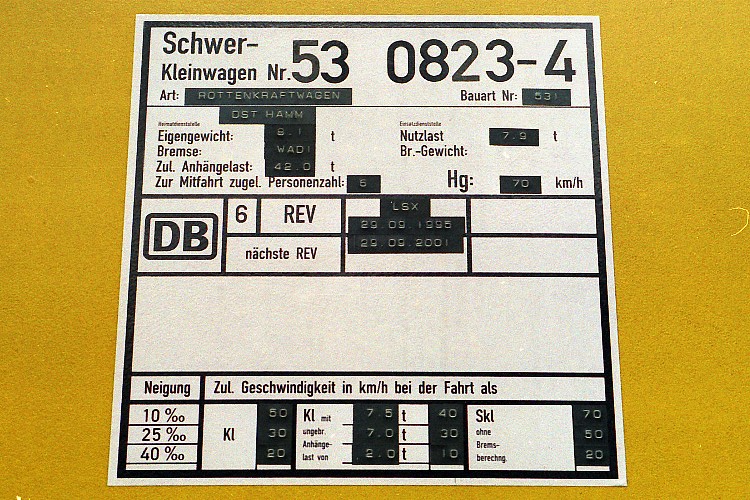 Schwer-
Kleinwagen Nr. 53 0823-4
Art: ROTTENKRAFTWAGEN Bauart Nr: 531
Heimatdienststelle DST HAMM Einsatzdienststelle
Eigengewicht: 8.1 t Nutzlast 7.9 t
Bremse: WADI Br.-Gewicht:
Zul. Anhängelast: 42.0 t
Zur Mitfahrt zugel. Personenzahl: 6 Hg: 70 km/h
DB 6 REV LSX
29.09.1995
nächste REV 29.09.2001
Neigung Zul. Geschwindigkeit in km/h bei der Fahrt als
10 ‰ Kl 50 Kl mit 7.5 t 40 Skl 70
25 ‰ 30 ungebr. 7.0 t 30 ohne 50
40 ‰ 20 Anhänge- 2.0 t 10 Brems- 20
last von berechng.